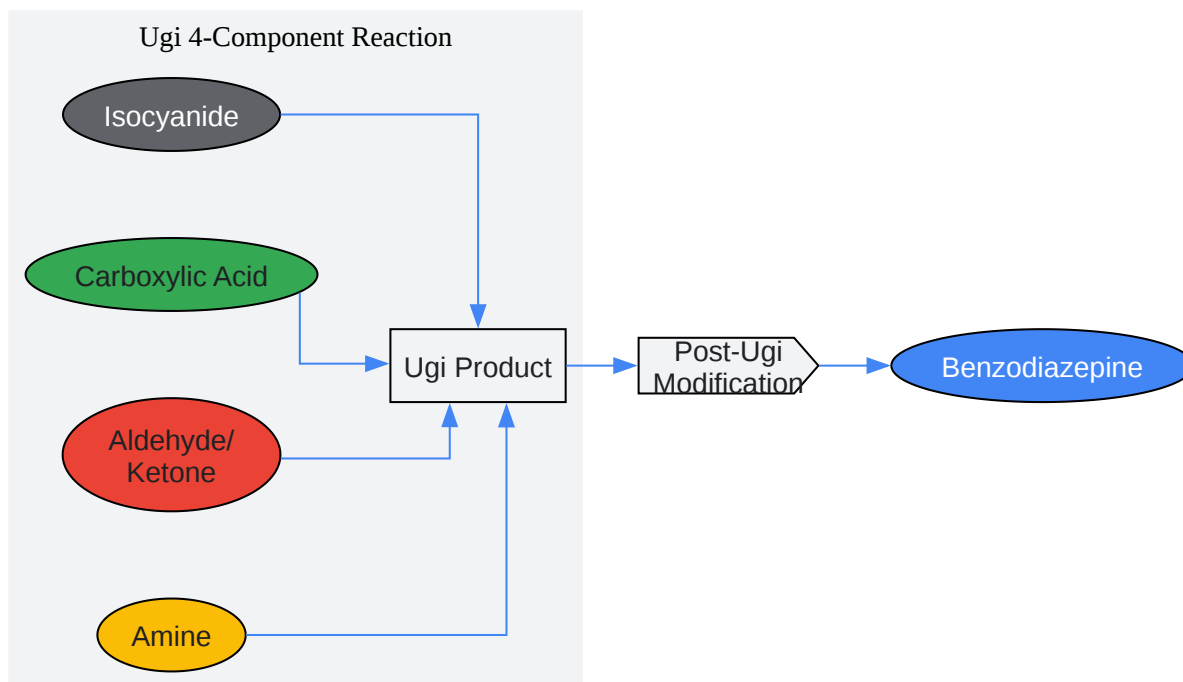 Ugi 4-Component Reaction
Isocyanide
Carboxylic Acid
Aldehyde/
Ketone
Amine
Ugi Product
Post-Ugi
Modification
Benzodiazepine